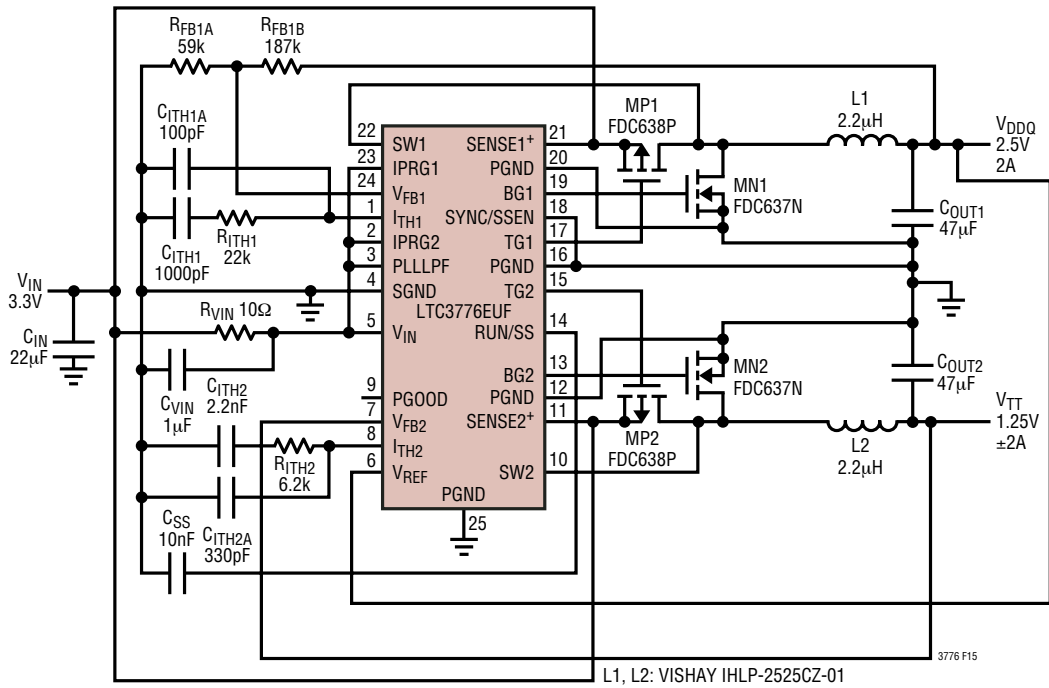 RFB1A
59k
RFB1B
187k
CITH1A
100pF
CITH1
1000pF
RITH1
22k
VIN
3.3V
CIN
22µF
RVIN 10Ω
CVIN
1µF
CITH2
2.2nF
RITH2
6.2k
CITH2A
330pF
CSS
10nF
22 SW1
23 IPRG1
24 VFB1
1 ITH1
2 IPRG2
3 PLLLPF
4 SGND
5 VIN
9 PGOOD
7 VFB2
8 ITH2
6 VREF
LTC3776EUF
SENSE1+ 21
PGND 20
BG1 19
SYNC/SSEN 18
TG1 17
PGND 16
TG2 15
RUN/SS 14
BG2 13
PGND 12
SENSE2+ 11
SW2 10
PGND
25
MP1
FDC638P
MN1
FDC637N
L1
2.2µH
VDDQ
2.5V
2A
COUT1
47µF
MN2
FDC637N
MP2
FDC638P
COUT2
47µF
L2
2.2µH
VTT
1.25V
±2A
3776 F15
L1, L2: VISHAY IHLP-2525CZ-01